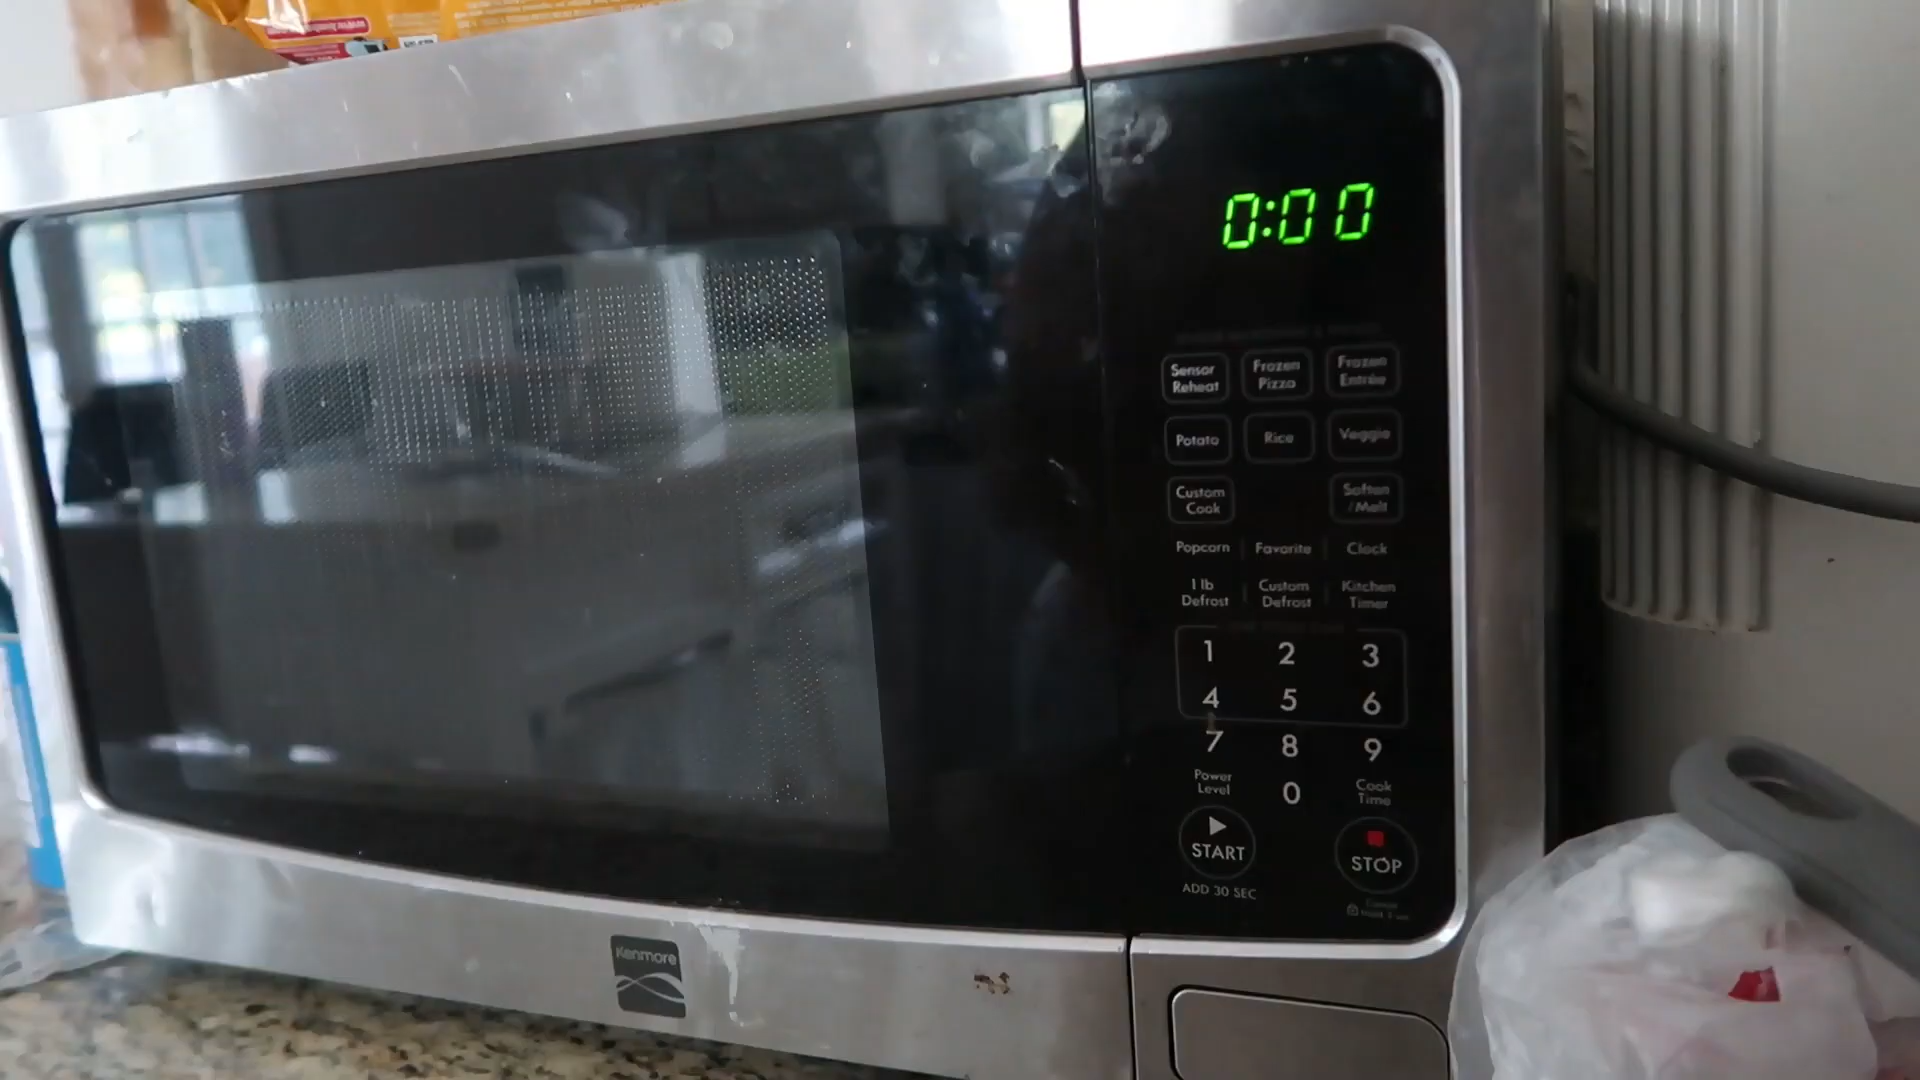 0:00
Sensor Reheat
Frozen Pizza
Frozen Entrée
Potato
Rice
Veggie
Custom Cook
Soften /Melt
Popcorn
Favorite
Clock
1 lb Defrost
Custom Defrost
Kitchen Timer
1 2 3
4 5 6
7 8 9
Power Level
0
Cook Time
START
STOP
ADD 30 SEC
Kenmore